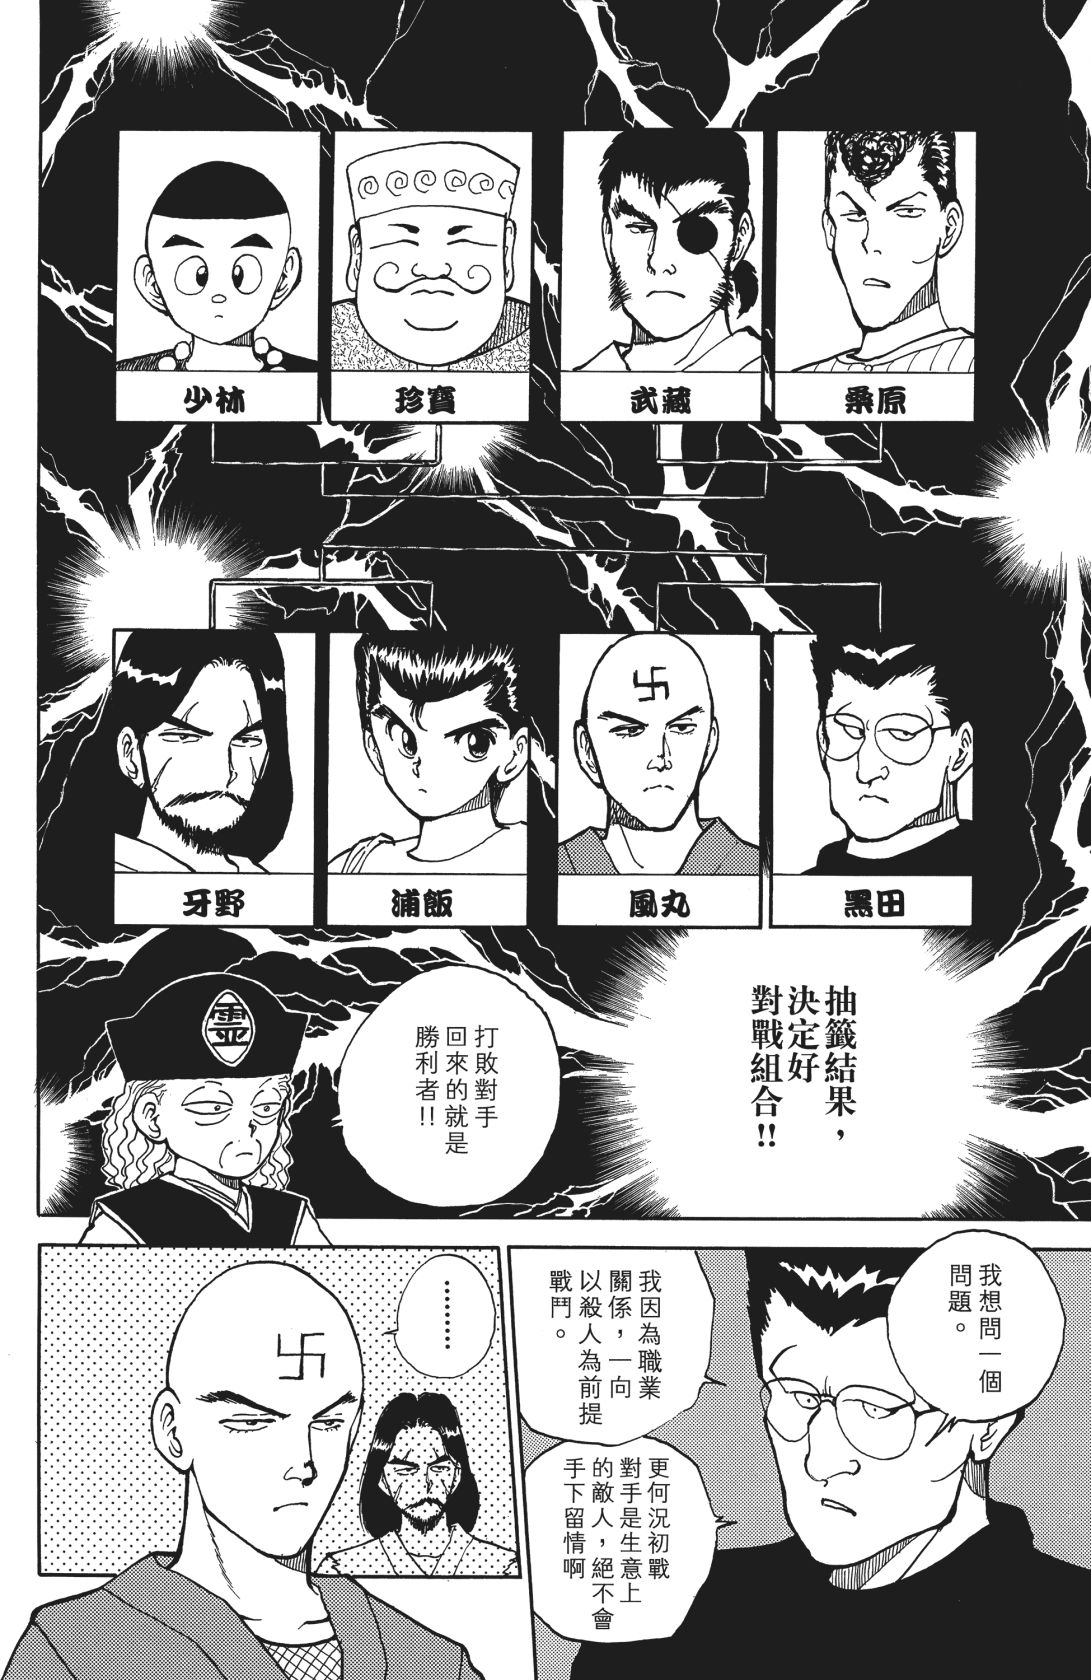 少林
珍寶
武藏
桑原
牙野
浦飯
風丸
黑田
抽籤結果，
決定好
對戰組合!!
打敗對手
回來的就是
勝利者!!
霊
卍
我想問一個
問題。
我因為職業
關係，一向
以殺人為前提
戰鬥。
更何況初戰
對手是生意上
的敵人，絕不會
手下留情啊
………
卍